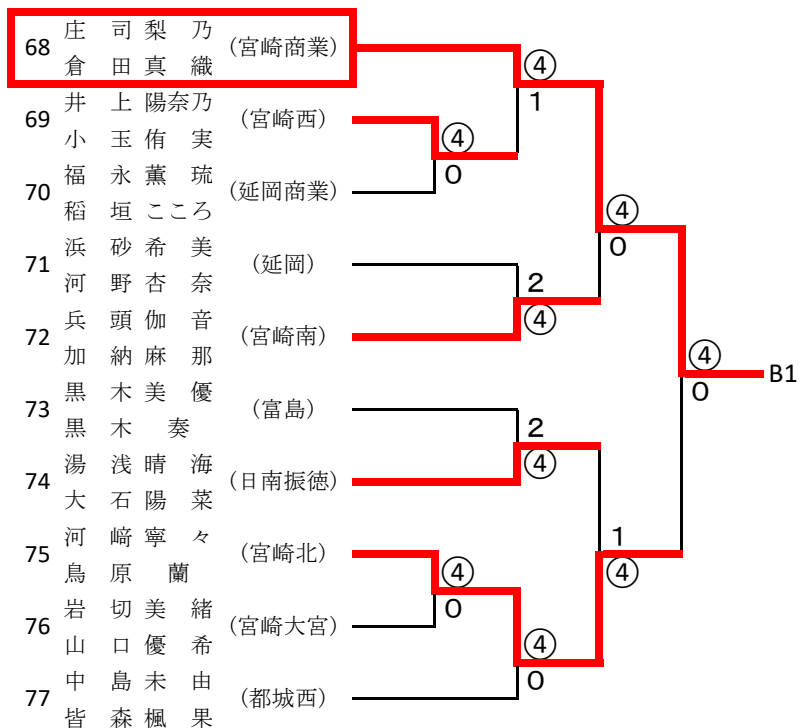 68 庄司梨乃 倉田真織 (宮崎商業)
69 井上陽奈乃 小玉侑実 (宮崎西)
70 福永薫琉 稲垣こころ (延岡商業)
71 浜砂希美 河野杏奈 (延岡)
72 兵頭伽音 加納麻那 (宮崎南)
73 黒木美優 黒木奏 (富島)
74 湯浅晴海 大石陽菜 (日南振徳)
75 河﨑寧々 鳥原蘭 (宮崎北)
76 岩切美緒 山口優希 (宮崎大宮)
77 中島未由 皆森楓果 (都城西)
④
1
④
0
④
0
2
④
④
0
B1
2
④
1
④
④
0
④
0